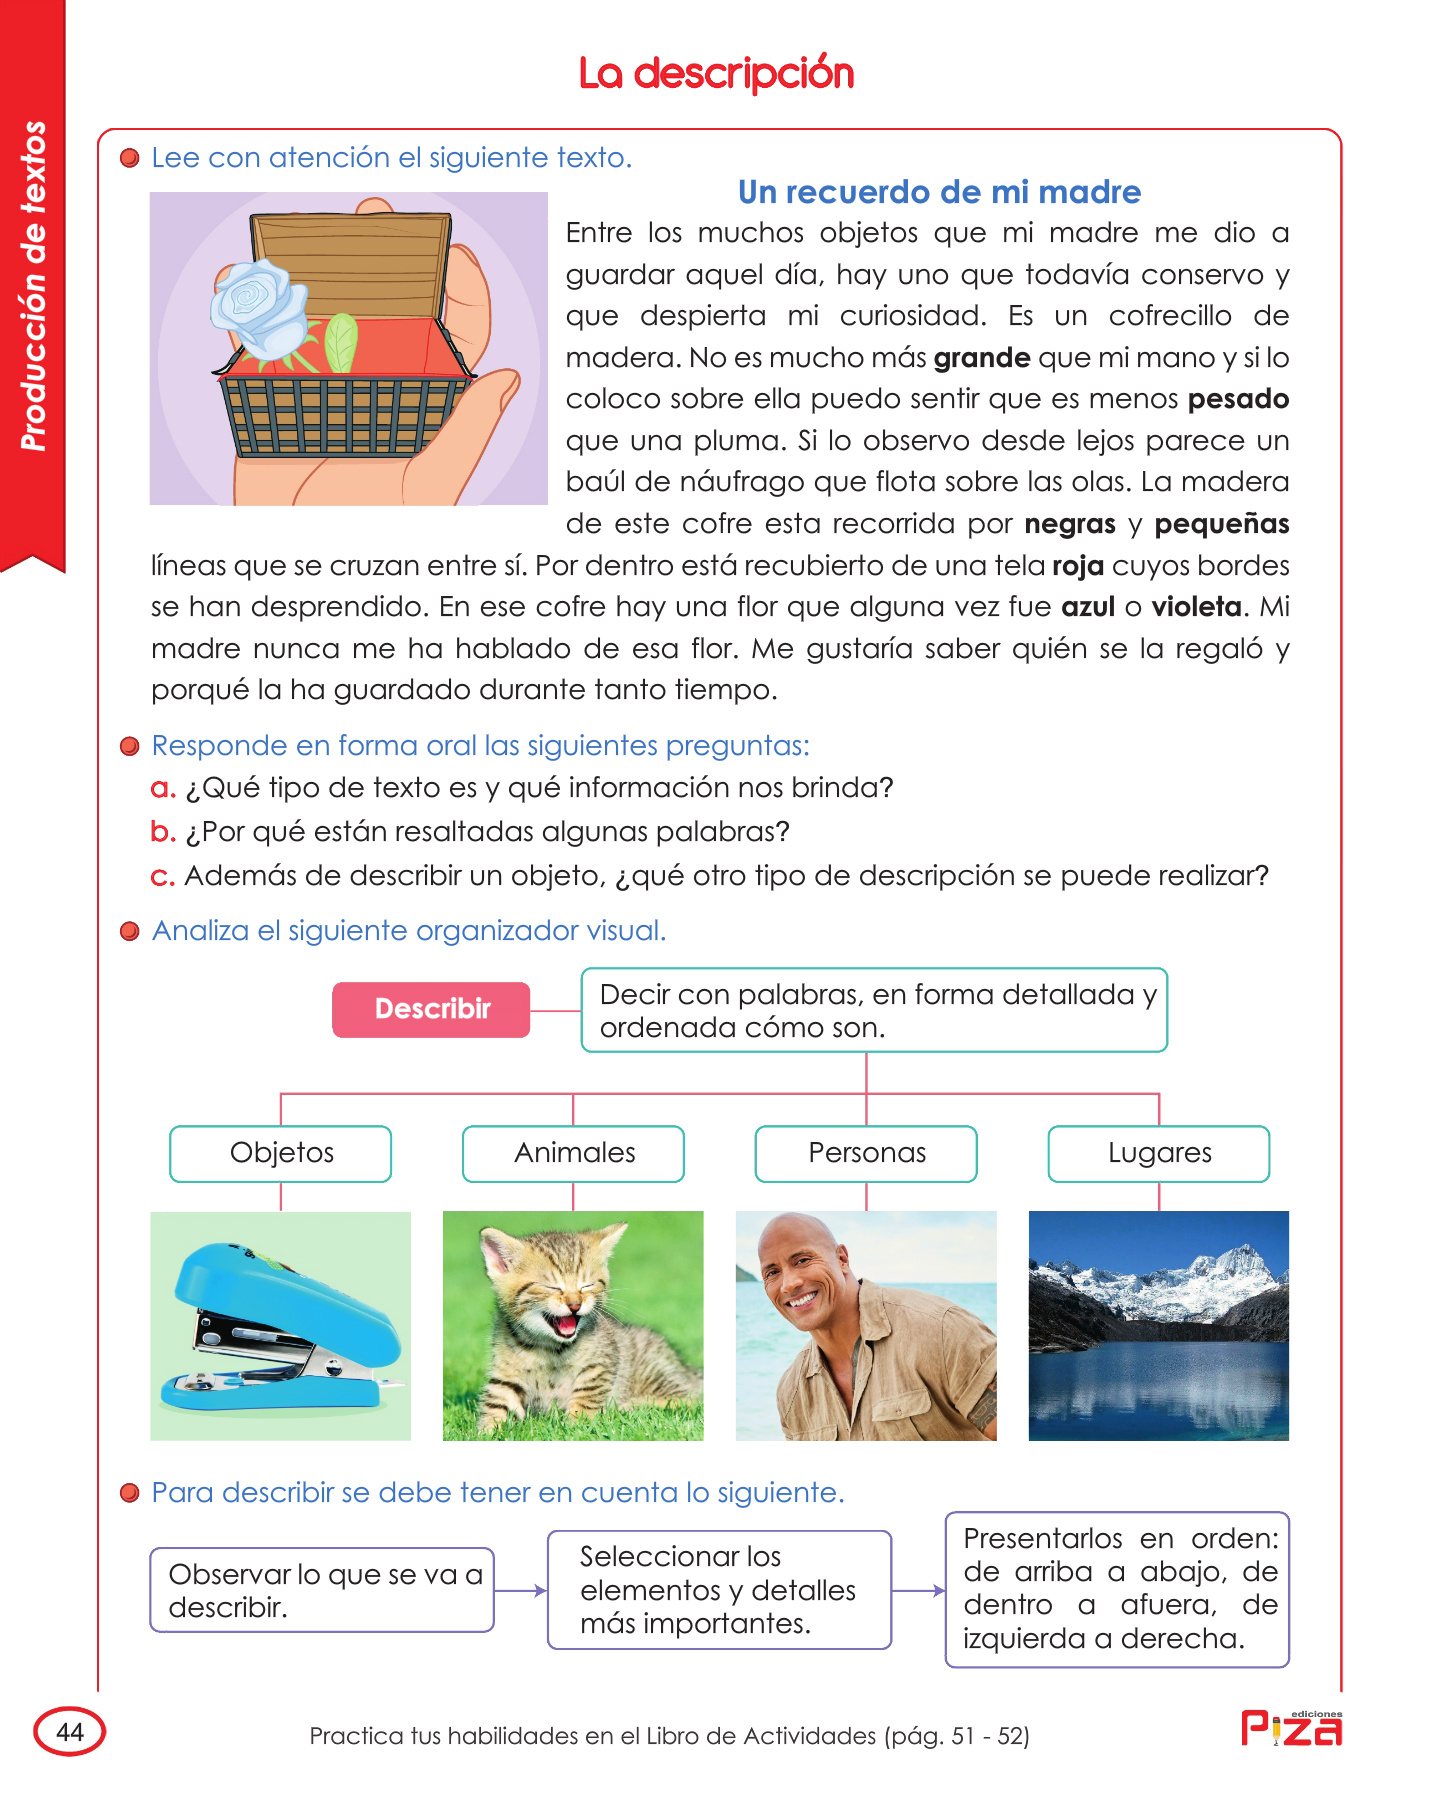 La descripción
Producción de textos
Lee con atención el siguiente texto.
Un recuerdo de mi madre
Entre los muchos objetos que mi madre me dio a
guardar aquel día, hay uno que todavía conservo y
que despierta mi curiosidad. Es un cofrecillo de
madera. No es mucho más grande que mi mano y si lo
coloco sobre ella puedo sentir que es menos pesado
que una pluma. Si lo observo desde lejos parece un
baúl de náufrago que flota sobre las olas. La madera
de este cofre esta recorrida por negras y pequeñas
líneas que se cruzan entre sí. Por dentro está recubierto de una tela roja cuyos bordes
se han desprendido. En ese cofre hay una flor que alguna vez fue azul o violeta. Mi
madre nunca me ha hablado de esa flor. Me gustaría saber quién se la regaló y
porqué la ha guardado durante tanto tiempo.
Responde en forma oral las siguientes preguntas:
a. ¿Qué tipo de texto es y qué información nos brinda?
b. ¿Por qué están resaltadas algunas palabras?
c. Además de describir un objeto, ¿qué otro tipo de descripción se puede realizar?
Analiza el siguiente organizador visual.
Describir
Decir con palabras, en forma detallada y
ordenada cómo son.
Objetos
Animales
Personas
Lugares
Para describir se debe tener en cuenta lo siguiente.
Observar lo que se va a
describir.
Seleccionar los
elementos y detalles
más importantes.
Presentarlos en orden:
de arriba a abajo, de
dentro a afuera, de
izquierda a derecha.
44
Practica tus habilidades en el Libro de Actividades (pág. 51 - 52)
ediciones
Piza